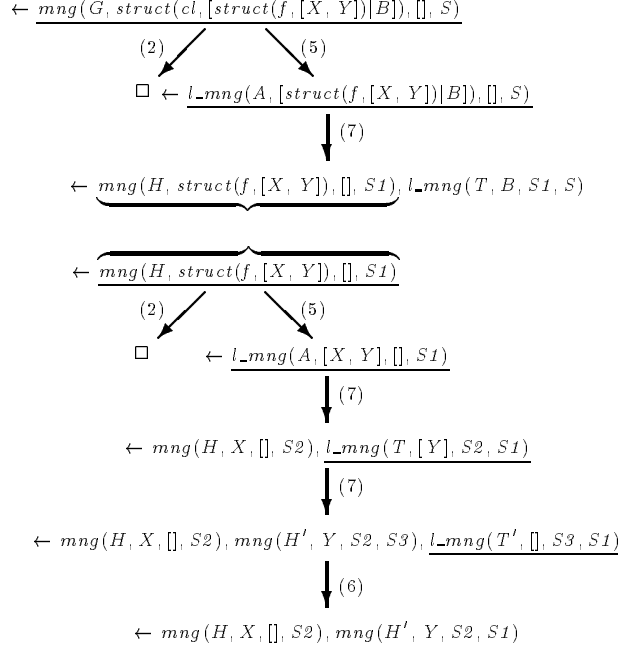 ← mng(G, struct(cl, [struct(f, [X, Y])|B]), [], S)
(2) (5)
□ ← l_mng(A, [struct(f, [X, Y])|B]), [], S)
(7)
← mng(H, struct(f, [X, Y]), [], S1), l_mng(T, B, S1, S)
← mng(H, struct(f, [X, Y]), [], S1)
(2) (5)
□ ← l_mng(A, [X, Y], [], S1)
(7)
← mng(H, X, [], S2), l_mng(T, [Y], S2, S1)
(7)
← mng(H, X, [], S2), mng(H′, Y, S2, S3), l_mng(T′, [], S3, S1)
(6)
← mng(H, X, [], S2), mng(H′, Y, S2, S1)